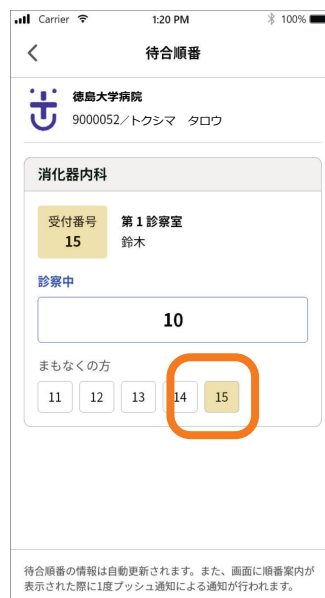 Carrier 1:20 PM 100%
待合順番
徳島大学病院
9000052／トクシマ　タロウ
消化器内科
受付番号 第1診察室
15 鈴木
診察中
10
まもなくの方
11 12 13 14 15
待合順番の情報は自動更新されます。また、画面に順番案内が
表示された際に1度プッシュ通知による通知が行われます。